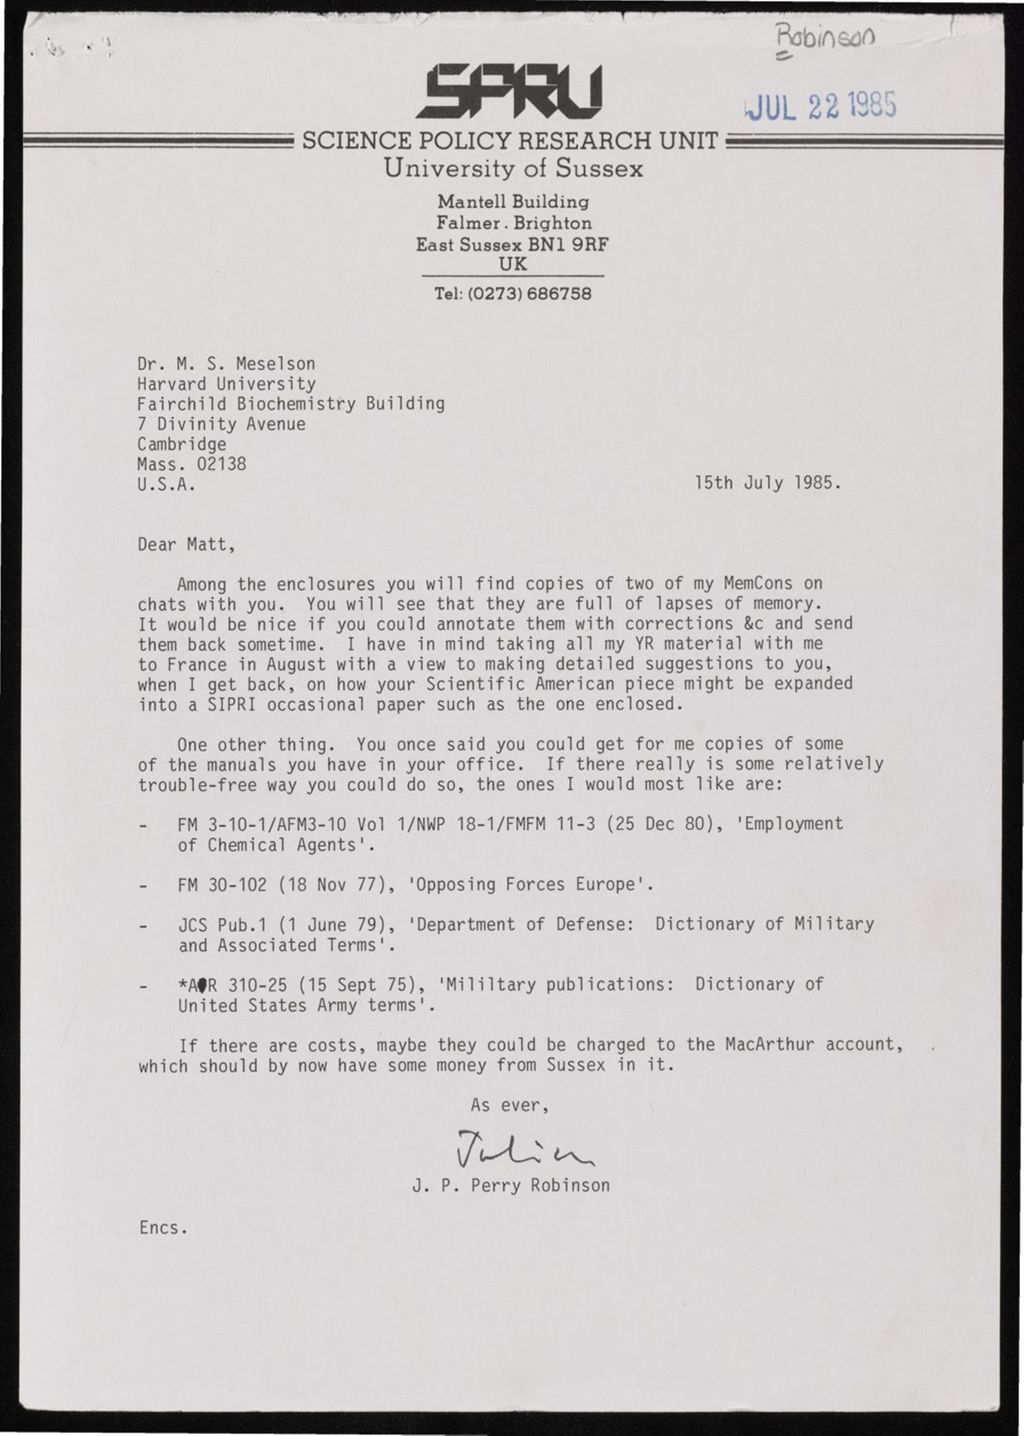 Robinson
SPRU
JUL 22 1985
SCIENCE POLICY RESEARCH UNIT
University of Sussex
Mantell Building
Falmer. Brighton
East Sussex BN1 9RF
UK
Tel: (0273) 686758
Dr. M. S. Meselson
Harvard University
Fairchild Biochemistry Building
7 Divinity Avenue
Cambridge
Mass. 02138
U.S.A.
15th July 1985.
Dear Matt,
Among the enclosures you will find copies of two of my MemCons on
chats with you. You will see that they are full of lapses of memory.
It would be nice if you could annotate them with corrections &c and send
them back sometime. I have in mind taking all my YR material with me
to France in August with a view to making detailed suggestions to you,
when I get back, on how your Scientific American piece might be expanded
into a SIPRI occasional paper such as the one enclosed.
One other thing. You once said you could get for me copies of some
of the manuals you have in your office. If there really is some relatively
trouble-free way you could do so, the ones I would most like are:
- FM 3-10-1/AFM3-10 Vol 1/NWP 18-1/FMFM 11-3 (25 Dec 80), 'Employment
of Chemical Agents'.
- FM 30-102 (18 Nov 77), 'Opposing Forces Europe'.
- JCS Pub.1 (1 June 79), 'Department of Defense: Dictionary of Military
and Associated Terms'.
- *AR 310-25 (15 Sept 75), 'Mililtary publications: Dictionary of
United States Army terms'.
If there are costs, maybe they could be charged to the MacArthur account,
which should by now have some money from Sussex in it.
As ever,
Julian
J. P. Perry Robinson
Encs.